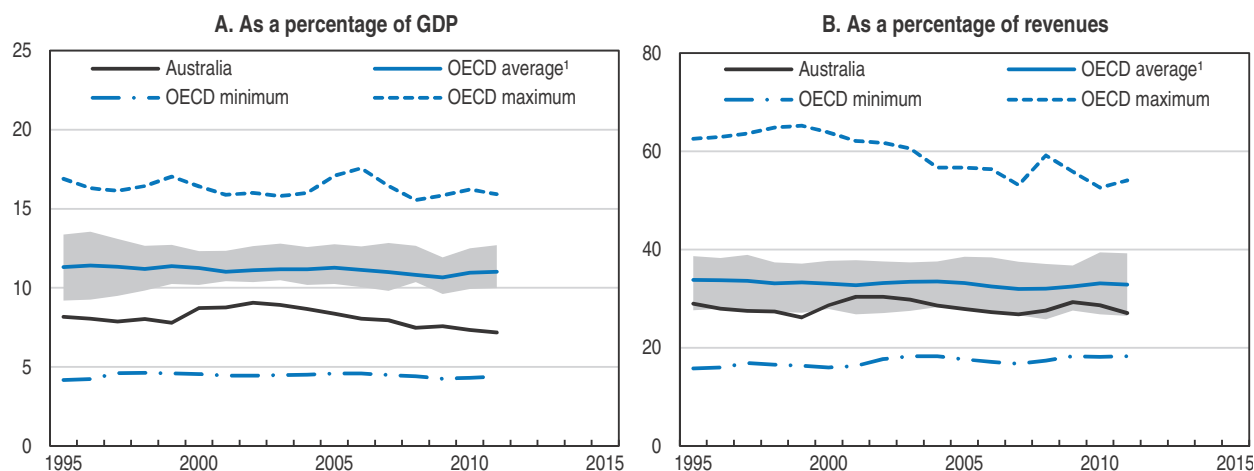 A. As a percentage of GDP
25
20
15
10
5
0
Australia
OECD average¹
OECD minimum
OECD maximum
1995 2000 2005 2010 2015
B. As a percentage of revenues
80
60
40
20
0
Australia
OECD average¹
OECD minimum
OECD maximum
1995 2000 2005 2010 2015